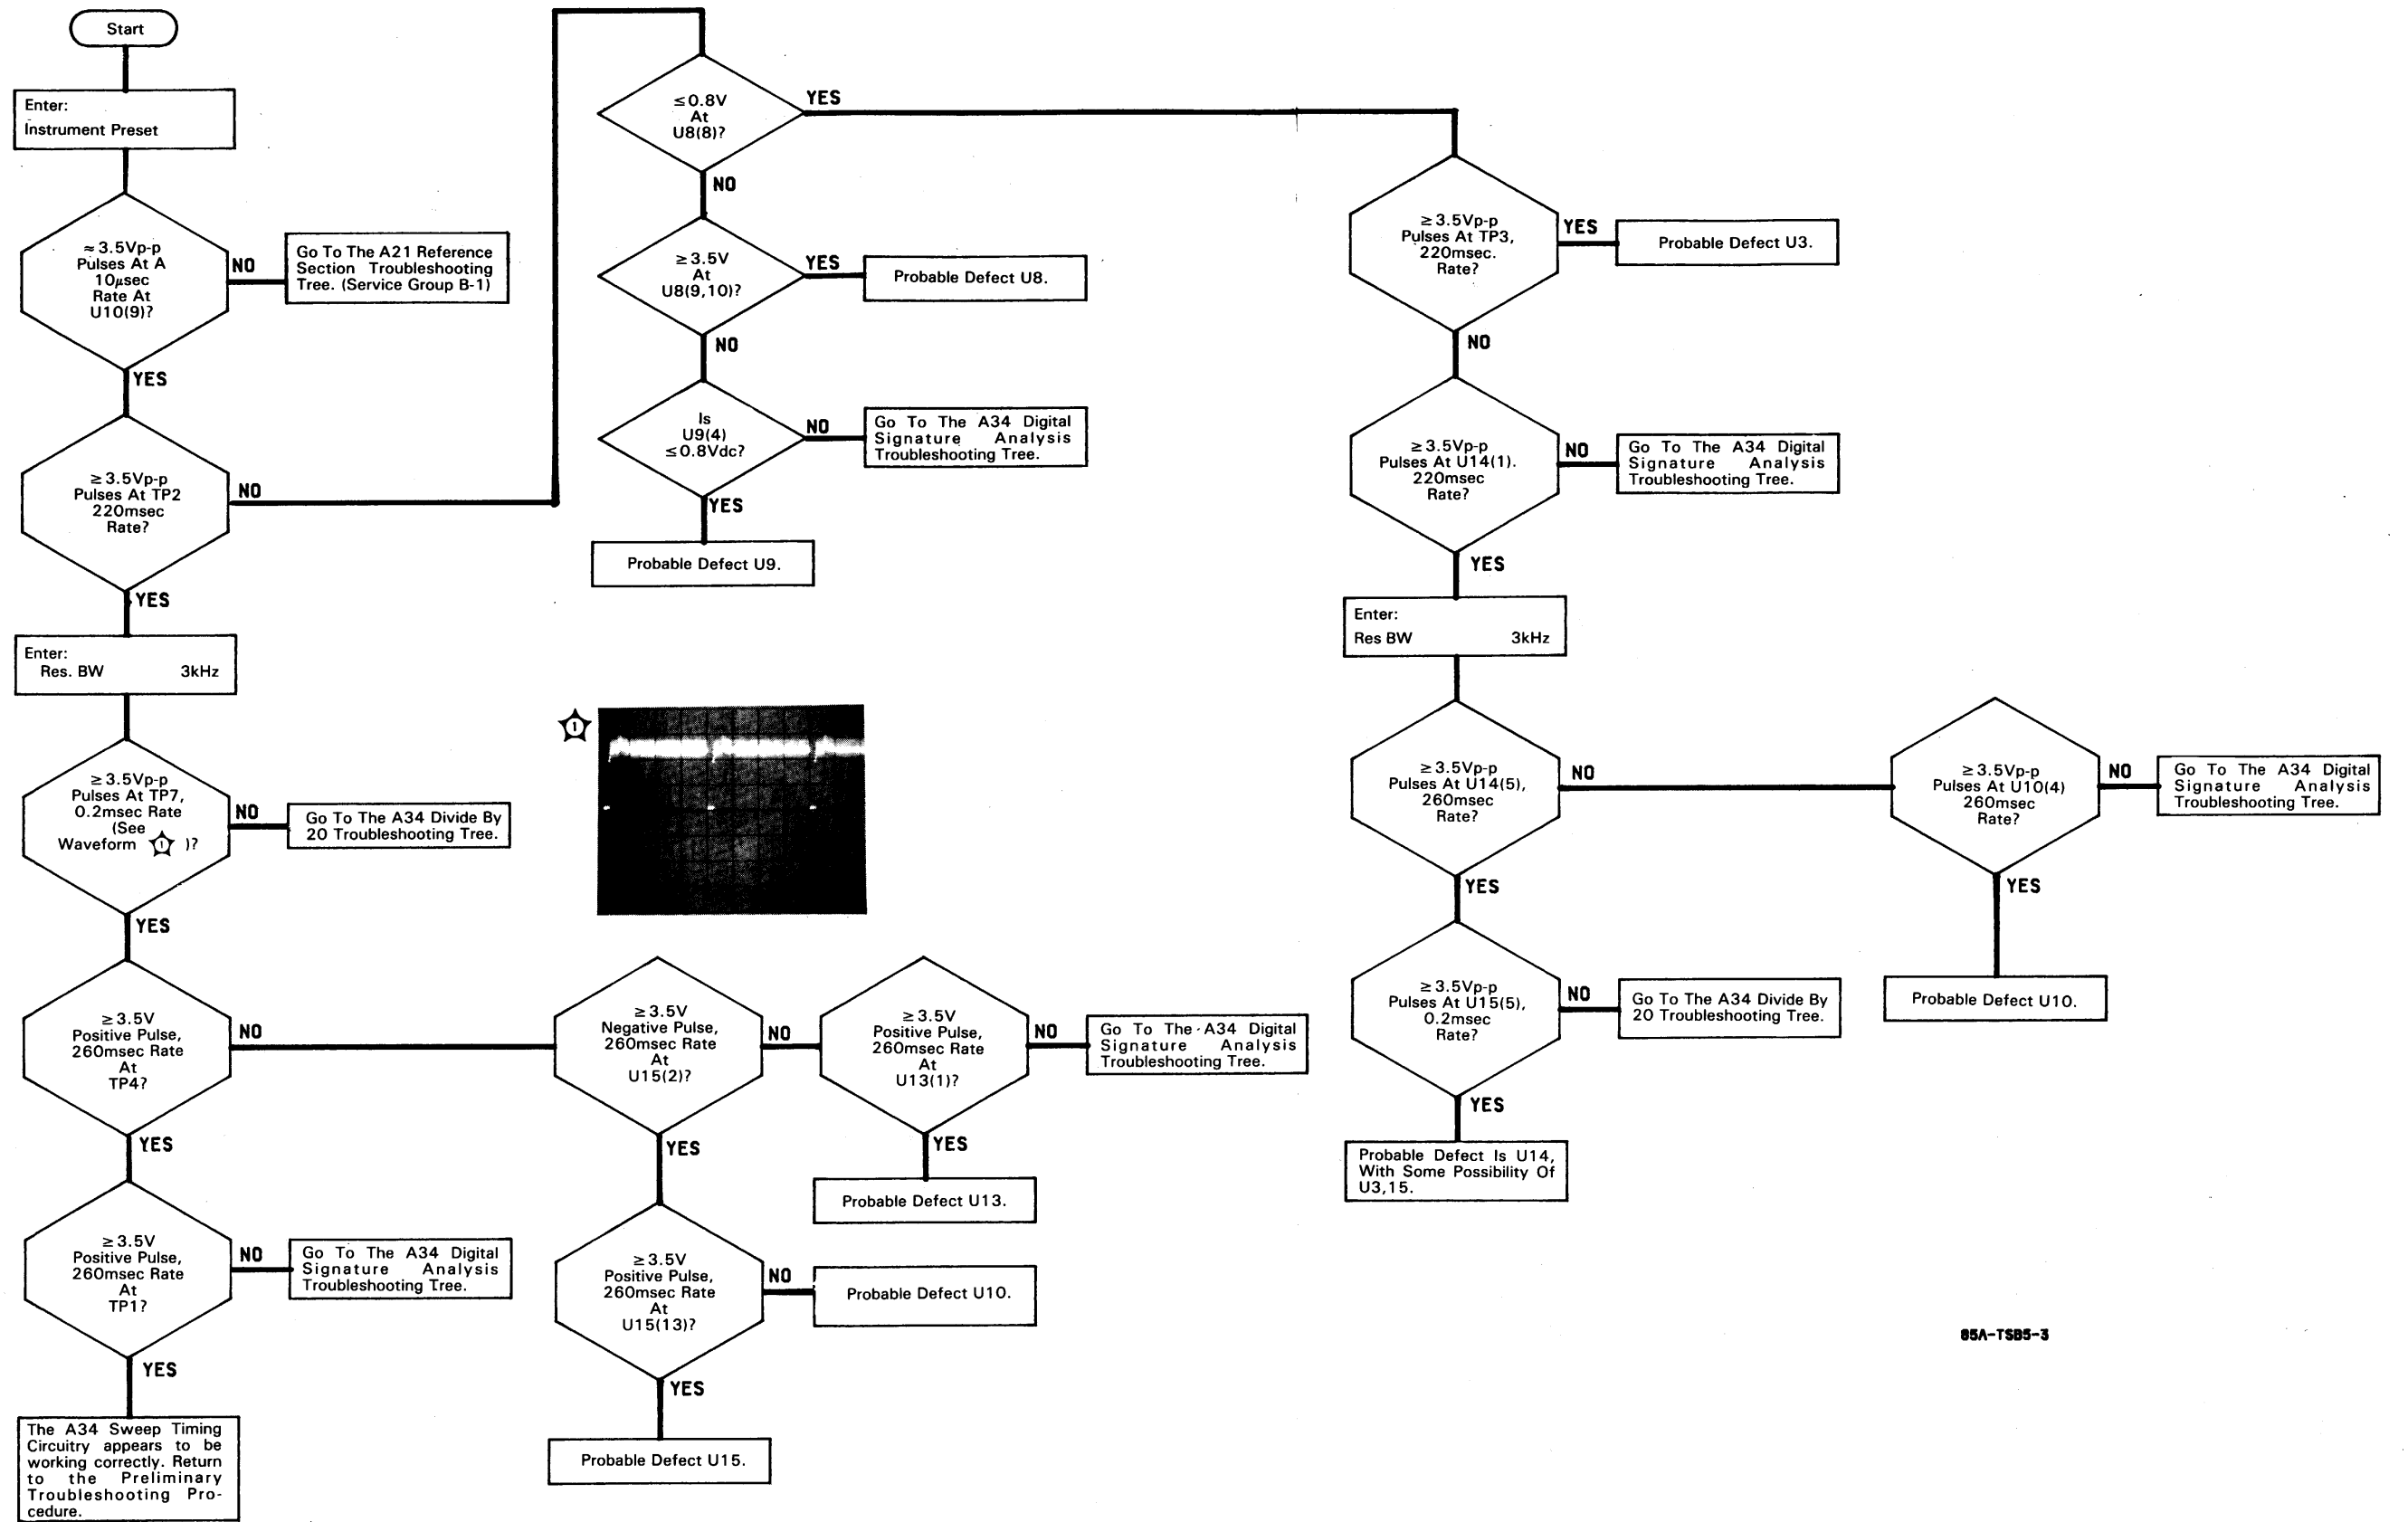 Start
Enter:
Instrument Preset
≈ 3.5Vp-p
Pulses At A
10μsec
Rate At
U10(9)?
NO
Go To The A21 Reference
Section Troubleshooting
Tree. (Service Group B-1)
YES
≥ 3.5Vp-p
Pulses At TP2
220msec
Rate?
NO
YES
Enter:
Res. BW 3kHz
≥ 3.5Vp-p
Pulses At TP7,
0.2msec Rate
(See
Waveform 1 )?
NO
Go To The A34 Divide By
20 Troubleshooting Tree.
YES
≥ 3.5V
Positive Pulse,
260msec Rate
At
TP4?
NO
YES
≥ 3.5V
Positive Pulse,
260msec Rate
At
TP1?
NO
Go To The A34 Digital
Signature Analysis
Troubleshooting Tree.
YES
The A34 Sweep Timing
Circuitry appears to be
working correctly. Return
to the Preliminary
Troubleshooting Pro-
cedure.
≤ 0.8V
At
U8(8)?
YES
NO
≥ 3.5V
At
U8(9,10)?
YES
Probable Defect U8.
NO
Is
U9(4)
≤ 0.8Vdc?
NO
Go To The A34 Digital
Signature Analysis
Troubleshooting Tree.
YES
Probable Defect U9.
1
≥ 3.5V
Negative Pulse,
260msec Rate
At
U15(2)?
NO
≥ 3.5V
Positive Pulse,
260msec Rate
At
U13(1)?
NO
Go To The A34 Digital
Signature Analysis
Troubleshooting Tree.
YES
Probable Defect U13.
YES
≥ 3.5V
Positive Pulse,
260msec Rate
At
U15(13)?
NO
Probable Defect U10.
YES
Probable Defect U15.
≥ 3.5Vp-p
Pulses At TP3,
220msec.
Rate?
YES
Probable Defect U3.
NO
≥ 3.5Vp-p
Pulses At U14(1).
220msec
Rate?
NO
Go To The A34 Digital
Signature Analysis
Troubleshooting Tree.
YES
Enter:
Res BW 3kHz
≥ 3.5Vp-p
Pulses At U14(5),
260msec
Rate?
NO
≥ 3.5Vp-p
Pulses At U10(4)
260msec
Rate?
NO
Go To The A34 Digital
Signature Analysis
Troubleshooting Tree.
YES
Probable Defect U10.
YES
≥ 3.5Vp-p
Pulses At U15(5),
0.2msec
Rate?
NO
Go To The A34 Divide By
20 Troubleshooting Tree.
YES
Probable Defect Is U14,
With Some Possibility Of
U3,15.
85A-TSB5-3